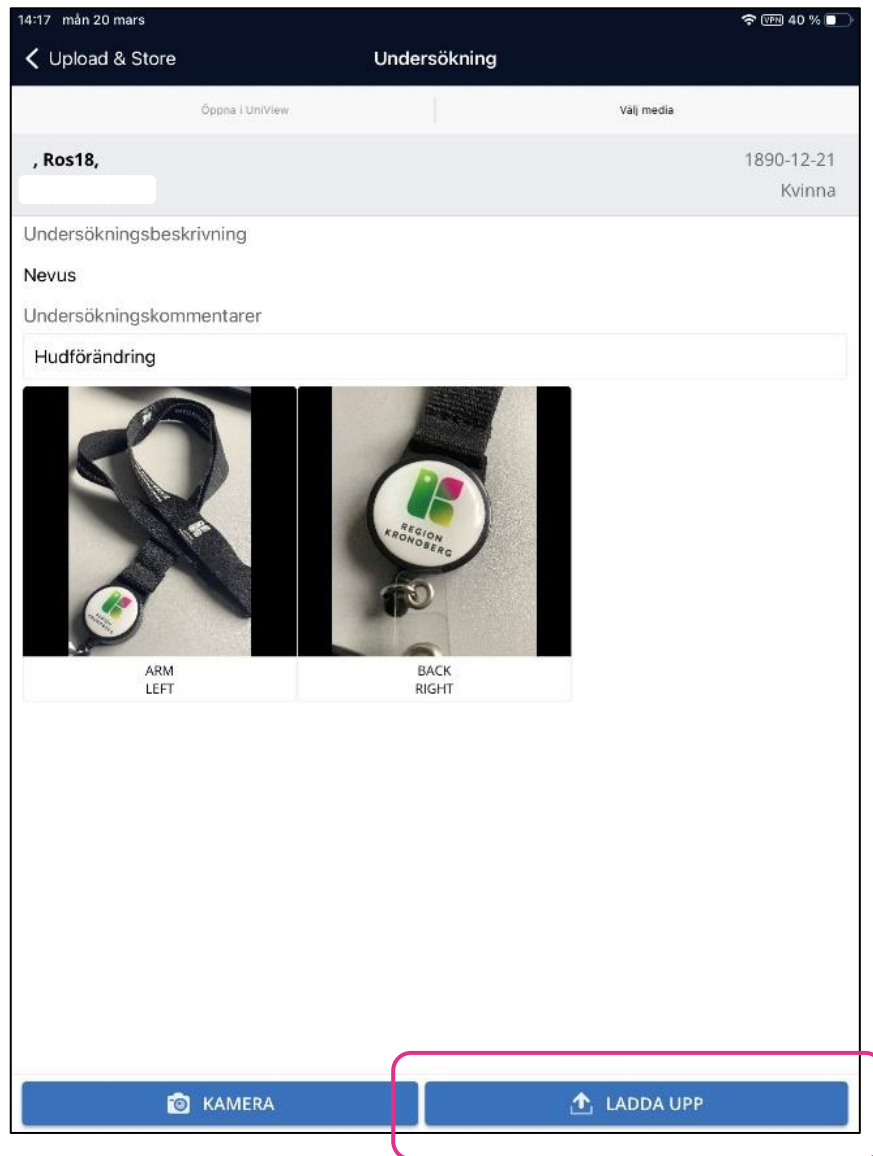 14:17 mån 20 mars
VPN 40 %
Upload & Store
Undersökning
Öppna i UniView
Välj media
, Ros18,
1890-12-21
Kvinna
Undersökningsbeskrivning
Nevus
Undersökningskommentarer
Hudförändring
REGION
KRONOBERG
ARM
LEFT
BACK
RIGHT
KAMERA
LADDA UPP